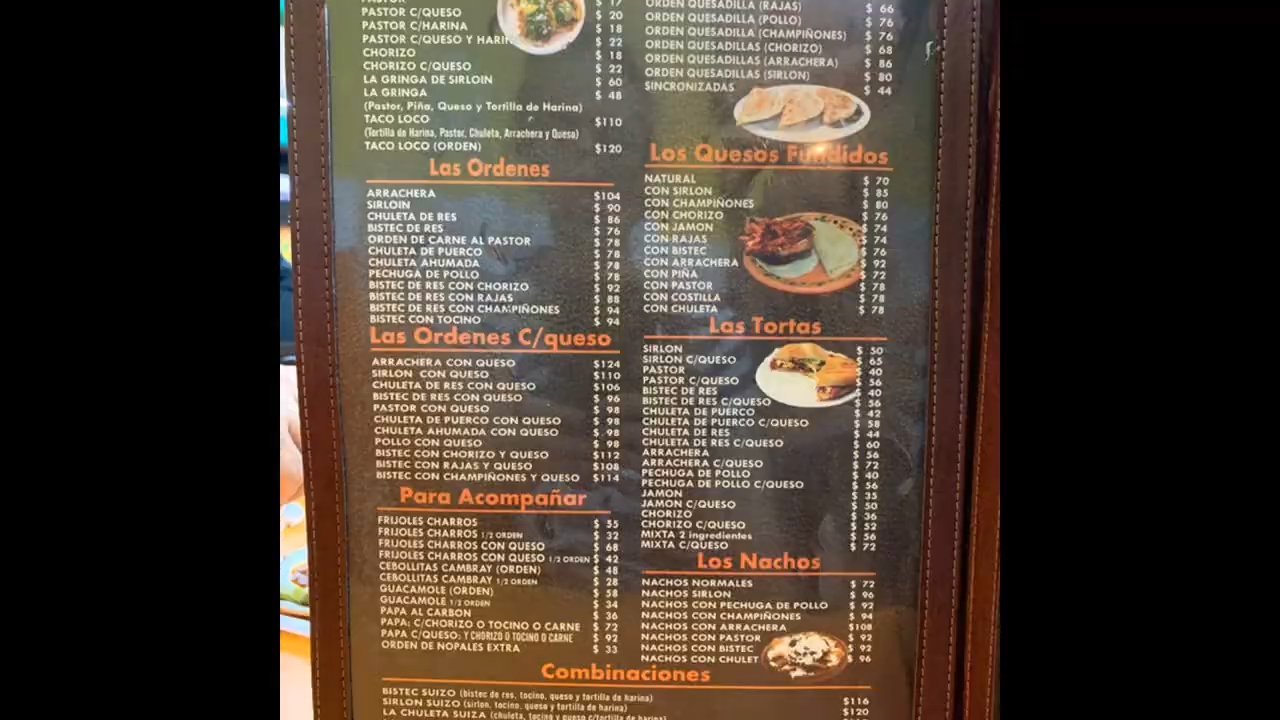 PASTOR $ 17
PASTOR C/QUESO $ 20
PASTOR C/HARINA $ 18
PASTOR C/QUESO Y HARIN $ 22
CHORIZO $ 18
CHORIZO C/QUESO $ 22
LA GRINGA DE SIRLOIN $ 60
LA GRINGA $ 48
(Pastor, Piña, Queso y Tortilla de Harina)
TACO LOCO $110
(Tortilla de Harina, Pastor, Chuleta, Arrachera y Queso)
TACO LOCO (ORDEN) $120
Las Ordenes
ARRACHERA $104
SIRLOIN $ 90
CHULETA DE RES $ 86
BISTEC DE RES $ 76
ORDEN DE CARNE AL PASTOR $ 78
CHULETA DE PUERCO $ 78
CHULETA AHUMADA $ 78
PECHUGA DE POLLO $ 78
BISTEC DE RES CON CHORIZO $ 92
BISTEC DE RES CON RAJAS $ 88
BISTEC DE RES CON CHAMPIÑONES $ 94
BISTEC CON TOCINO $ 94
Las Ordenes C/queso
ARRACHERA CON QUESO $124
SIRLON CON QUESO $110
CHULETA DE RES CON QUESO $106
BISTEC DE RES CON QUESO $ 96
PASTOR CON QUESO $ 98
CHULETA DE PUERCO CON QUESO $ 98
CHULETA AHUMADA CON QUESO $ 98
POLLO CON QUESO $ 98
BISTEC CON CHORIZO Y QUESO $112
BISTEC CON RAJAS Y QUESO $108
BISTEC CON CHAMPIÑONES Y QUESO $114
Para Acompañar
FRIJOLES CHARROS $ 55
FRIJOLES CHARROS 1/2 ORDEN $ 32
FRIJOLES CHARROS CON QUESO $ 68
FRIJOLES CHARROS CON QUESO 1/2 ORDEN $ 42
CEBOLLITAS CAMBRAY (ORDEN) $ 48
CEBOLLITAS CAMBRAY 1/2 ORDEN $ 28
GUACAMOLE (ORDEN) $ 58
GUACAMOLE 1/2 ORDEN $ 34
PAPA AL CARBON $ 36
PAPA: C/CHORIZO O TOCINO O CARNE $ 72
PAPA C/QUESO: Y CHORIZO O TOCINO O CARNE $ 92
ORDEN DE NOPALES EXTRA $ 33
ORDEN QUESADILLA (RAJAS) $ 66
ORDEN QUESADILLA (POLLO) $ 76
ORDEN QUESADILLA (CHAMPIÑONES) $ 76
ORDEN QUESADILLAS (CHORIZO) $ 68
ORDEN QUESADILLAS (ARRACHERA) $ 86
ORDEN QUESADILLAS (SIRLON) $ 80
SINCRONIZADAS $ 44
Los Quesos Fundidos
NATURAL $ 70
CON SIRLON $ 85
CON CHAMPIÑONES $ 80
CON CHORIZO $ 76
CON JAMON $ 74
CON RAJAS $ 74
CON BISTEC $ 76
CON ARRACHERA $ 92
CON PIÑA $ 72
CON PASTOR $ 78
CON COSTILLA $ 78
CON CHULETA $ 78
Las Tortas
SIRLON $ 50
SIRLON C/QUESO $ 65
PASTOR $ 40
PASTOR C/QUESO $ 56
BISTEC DE RES $ 40
BISTEC DE RES C/QUESO $ 56
CHULETA DE PUERCO $ 42
CHULETA DE PUERCO C/QUESO $ 58
CHULETA DE RES $ 44
CHULETA DE RES C/QUESO $ 60
ARRACHERA $ 56
ARRACHERA C/QUESO $ 72
PECHUGA DE POLLO $ 40
PECHUGA DE POLLO C/QUESO $ 56
JAMON $ 35
JAMON C/QUESO $ 50
CHORIZO $ 36
CHORIZO C/QUESO $ 52
MIXTA 2 ingredientes $ 56
MIXTA C/QUESO $ 72
Los Nachos
NACHOS NORMALES $ 72
NACHOS SIRLON $ 96
NACHOS CON PECHUGA DE POLLO $ 92
NACHOS CON CHAMPIÑONES $ 94
NACHOS CON ARRACHERA $108
NACHOS CON PASTOR $ 92
NACHOS CON BISTEC $ 92
NACHOS CON CHULET $ 96
Combinaciones
BISTEC SUIZO (bistec de res, tocino, queso y tortilla de harina) $116
SIRLON SUIZO (sirlon, tocino, queso y tortilla de harina) $120
LA CHULETA SUIZA (chuleta, tocino y queso c/tortilla de harina)